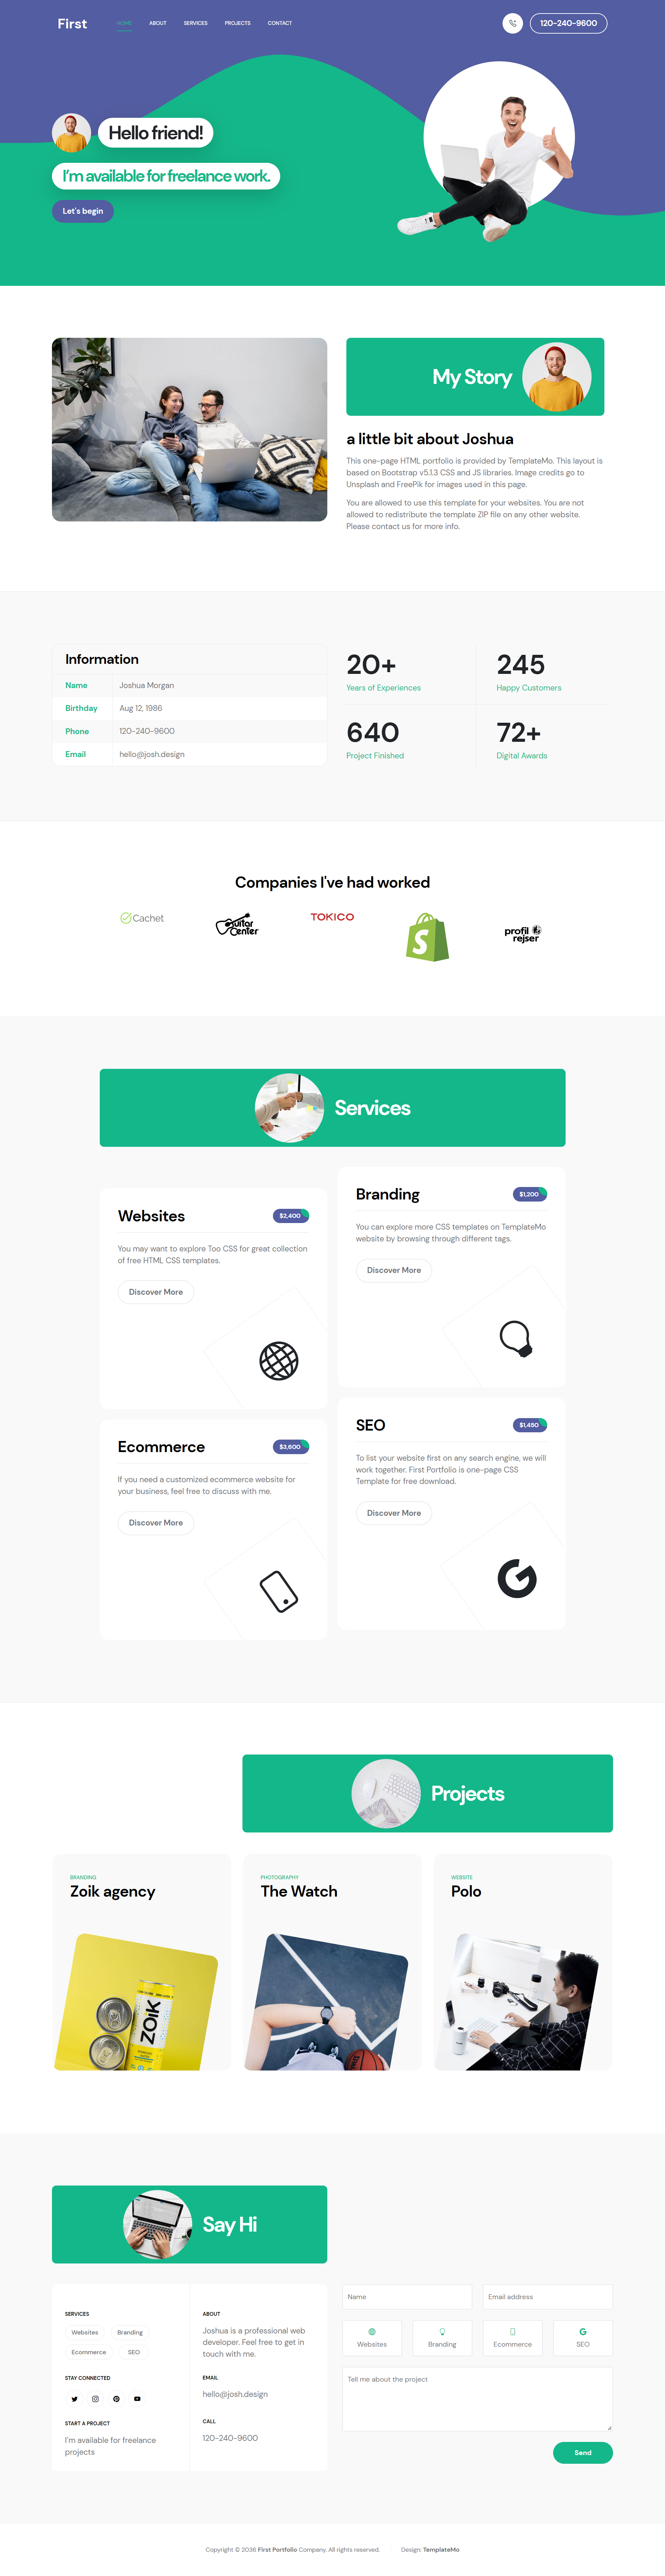 First
HOME ABOUT SERVICES PROJECTS CONTACT
120-240-9600
Hello friend!
I'm available for freelance work.
Let's begin
My Story
a little bit about Joshua
This one-page HTML portfolio is provided by TemplateMo. This layout is
based on Bootstrap v5.1.3 CSS and JS libraries. Image credits go to
Unsplash and FreePik for images used in this page.
You are allowed to use this template for your websites. You are not
allowed to redistribute the template ZIP file on any other website.
Please contact us for more info.
Information
Name Joshua Morgan
Birthday Aug 12, 1986
Phone 120-240-9600
Email hello@josh.design
20+
Years of Experiences
245
Happy Customers
640
Project Finished
72+
Digital Awards
Companies I've had worked
Cachet
Guitar
Center
TOKICO
S
profil
rejser
Services
Websites
$2,400
You may want to explore Too CSS for great collection
of free HTML CSS templates.
Discover More
Branding
$1,200
You can explore more CSS templates on TemplateMo
website by browsing through different tags.
Discover More
Ecommerce
$3,600
If you need a customized ecommerce website for
your business, feel free to discuss with me.
Discover More
SEO
$1,450
To list your website first on any search engine, we will
work together. First Portfolio is one-page CSS
Template for free download.
Discover More
Projects
BRANDING
Zoik agency
ZOIK
PHOTOGRAPHY
The Watch
WEBSITE
Polo
Say Hi
SERVICES
Websites Branding
Ecommerce SEO
STAY CONNECTED
START A PROJECT
I'm available for freelance
projects
ABOUT
Joshua is a professional web
developer. Feel free to get in
touch with me.
EMAIL
hello@josh.design
CALL
120-240-9600
Name
Email address
Websites Branding Ecommerce SEO
Tell me about the project
Send
Copyright © 2036 First Portfolio Company. All rights reserved.
Design: TemplateMo